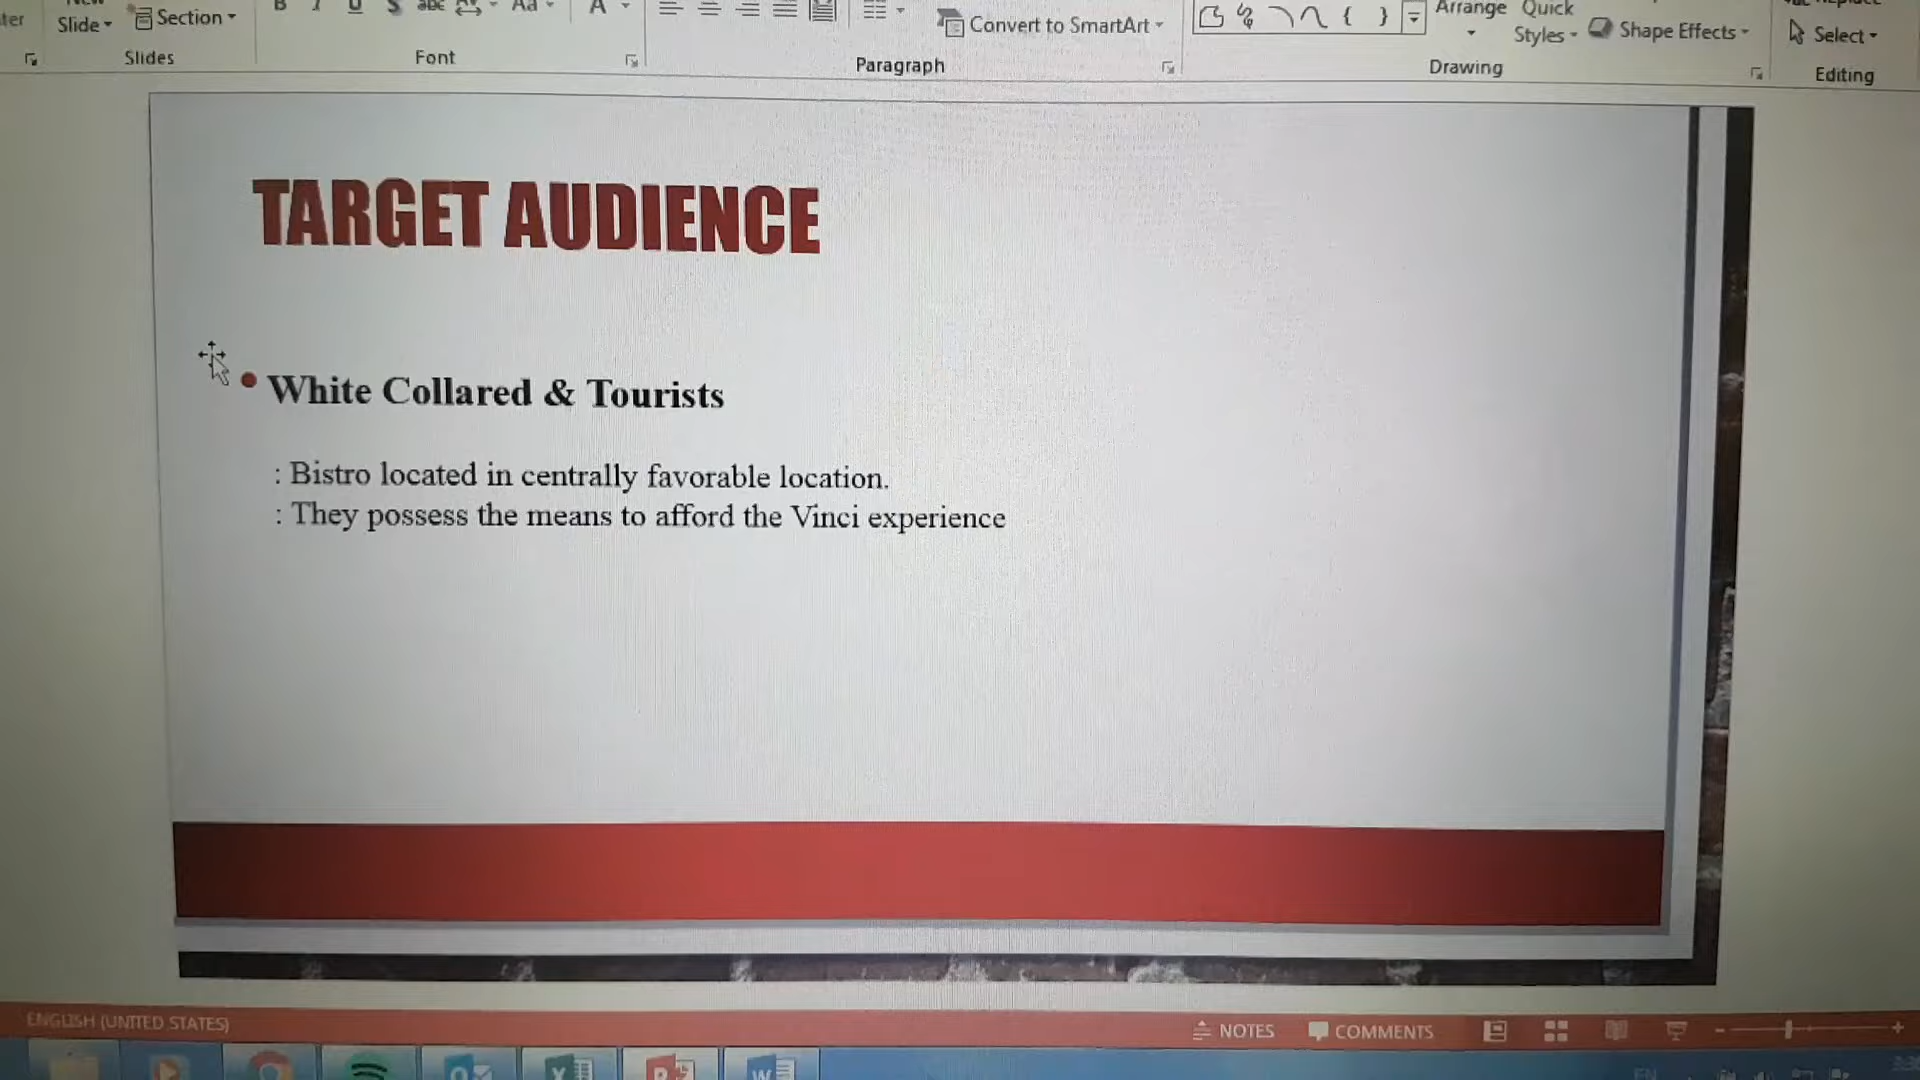 Slide
Section
Slides
Font
Convert to SmartArt
Paragraph
Arrange
Quick
Styles
Shape Effects
Drawing
Select
Editing
TARGET AUDIENCE
White Collared & Tourists
: Bistro located in centrally favorable location.
: They possess the means to afford the Vinci experience
ENGLISH (UNITED STATES)
NOTES
COMMENTS
EN